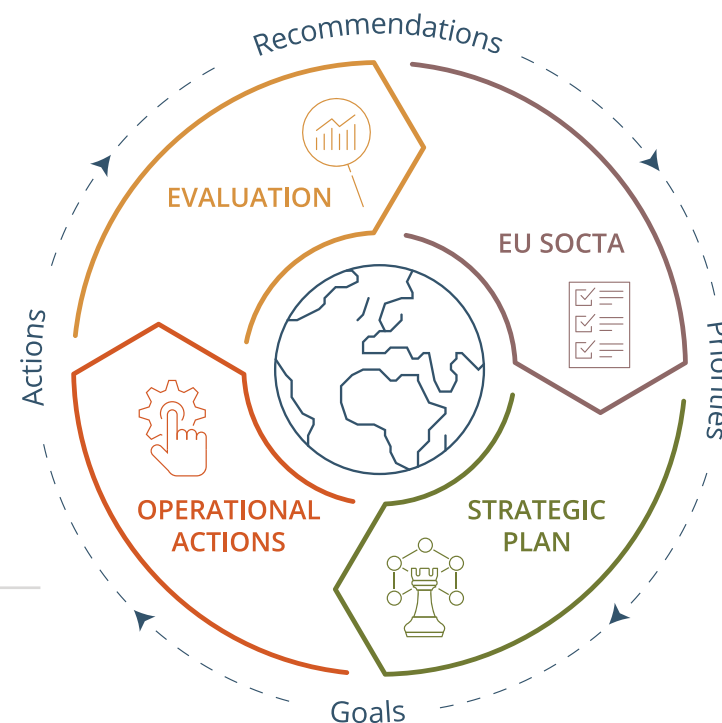 Recommendations
EVALUATION
EU SOCTA
Actions
Priorities
OPERATIONAL
ACTIONS
STRATEGIC
PLAN
Goals